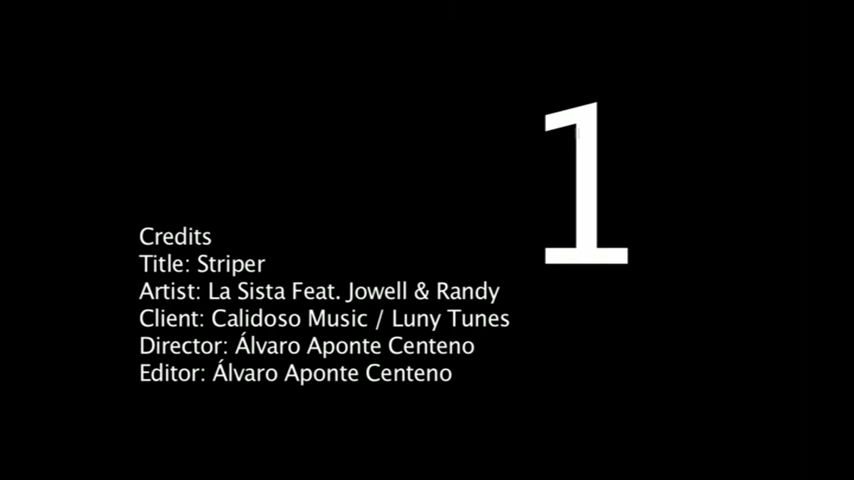 1
Credits
Title: Striper
Artist: La Sista Feat. Jowell & Randy
Client: Calidoso Music / Luny Tunes
Director: Álvaro Aponte Centeno
Editor: Álvaro Aponte Centeno